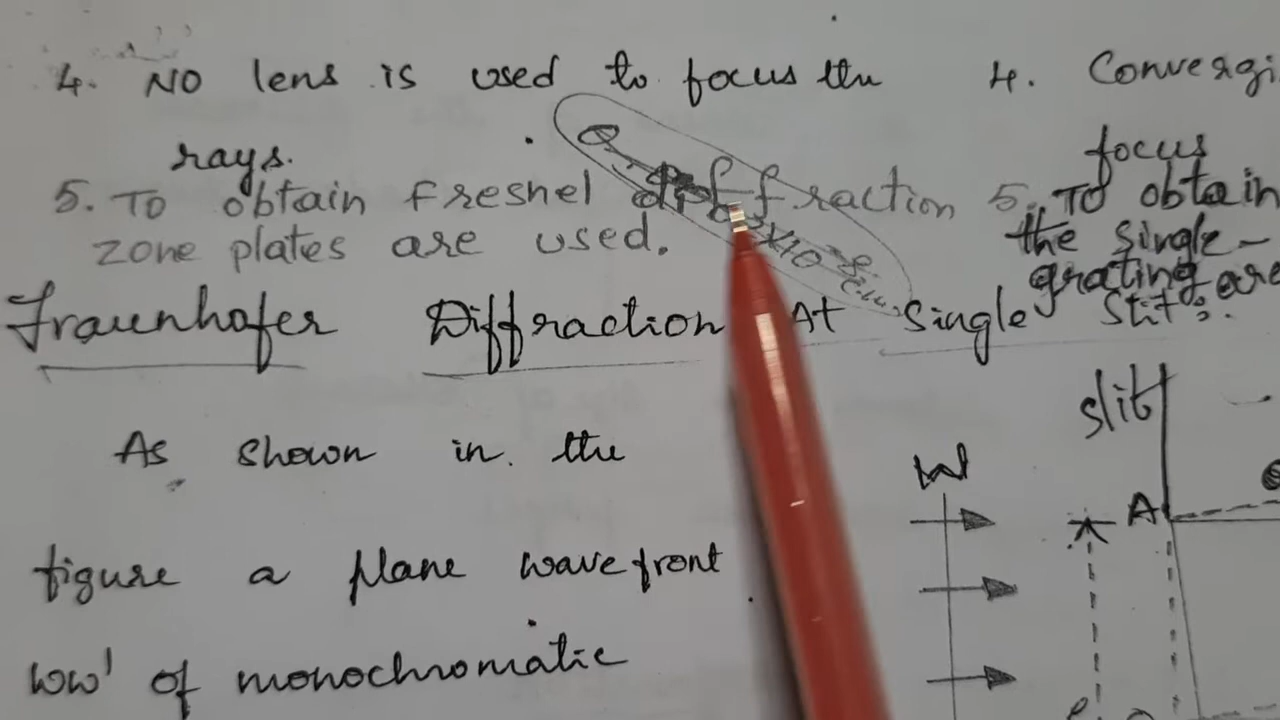 4. NO lens is used to focus the
rays.
5. To obtain Fresnel diffraction
zone plates are used.
4. Convergi
focus
5. To obtain
the single-
grating are
Fraunhofer Diffraction At Single Slit:
As shown in the
figure a plane wavefront
'ww' of monochromatic
slit
W
A